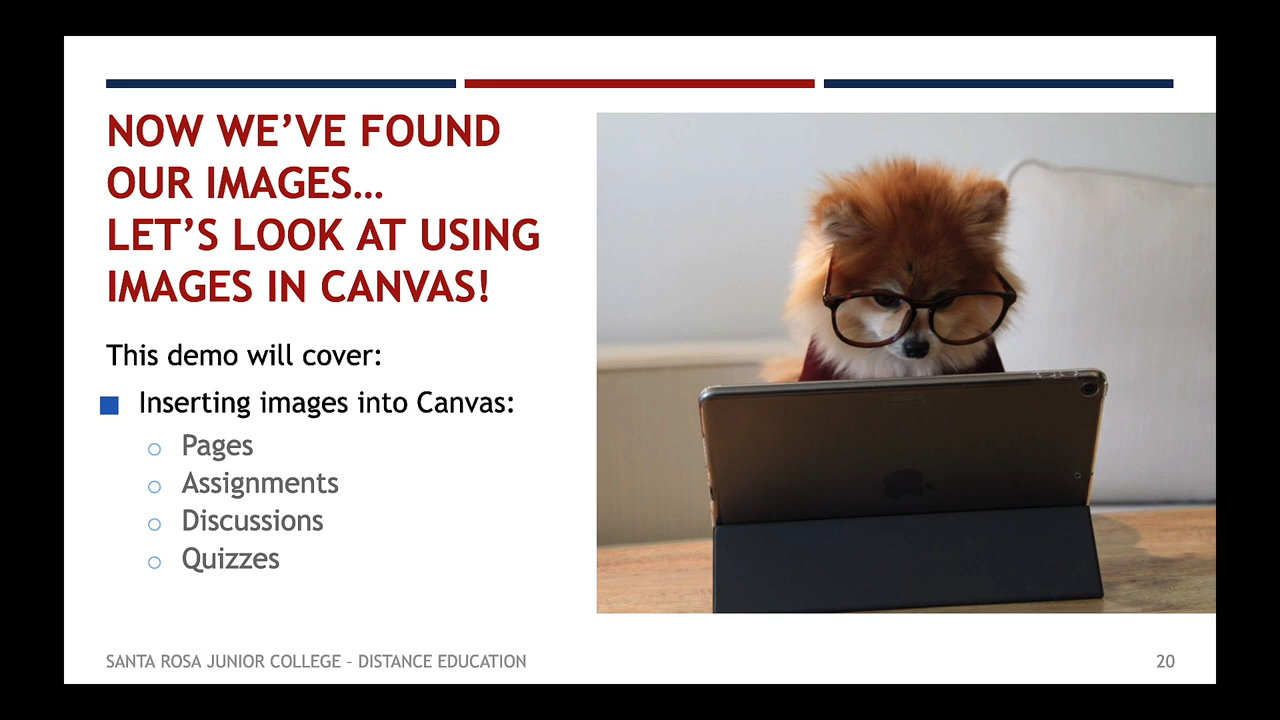 NOW WE’VE FOUND
OUR IMAGES…
LET’S LOOK AT USING
IMAGES IN CANVAS!
This demo will cover:
Inserting images into Canvas:
Pages
Assignments
Discussions
Quizzes
SANTA ROSA JUNIOR COLLEGE – DISTANCE EDUCATION
20